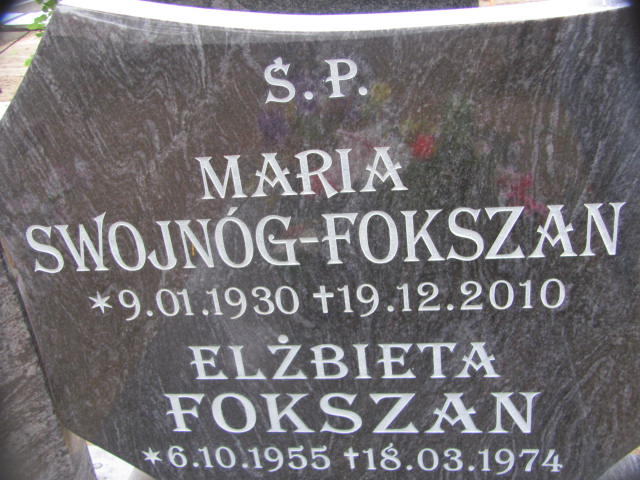 Ś.P.
MARIA
SWOJNÓG-FOKSZAN
*9.01.1930 †19.12.2010
ELŻBIETA
FOKSZAN
*6.10.1955 †18.03.1974